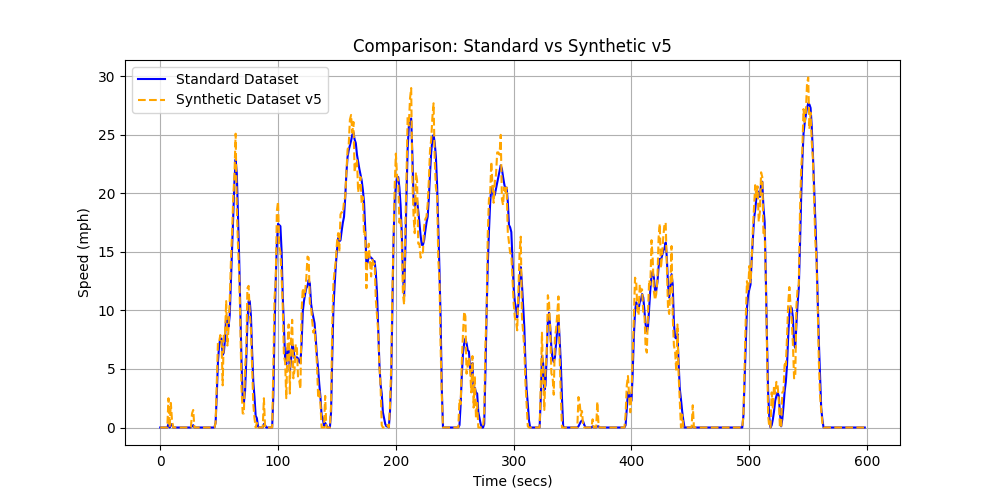 Comparison: Standard vs Synthetic v5
Standard Dataset
Synthetic Dataset v5
Speed (mph)
30
25
20
15
10
5
0
0 100 200 300 400 500 600
Time (secs)